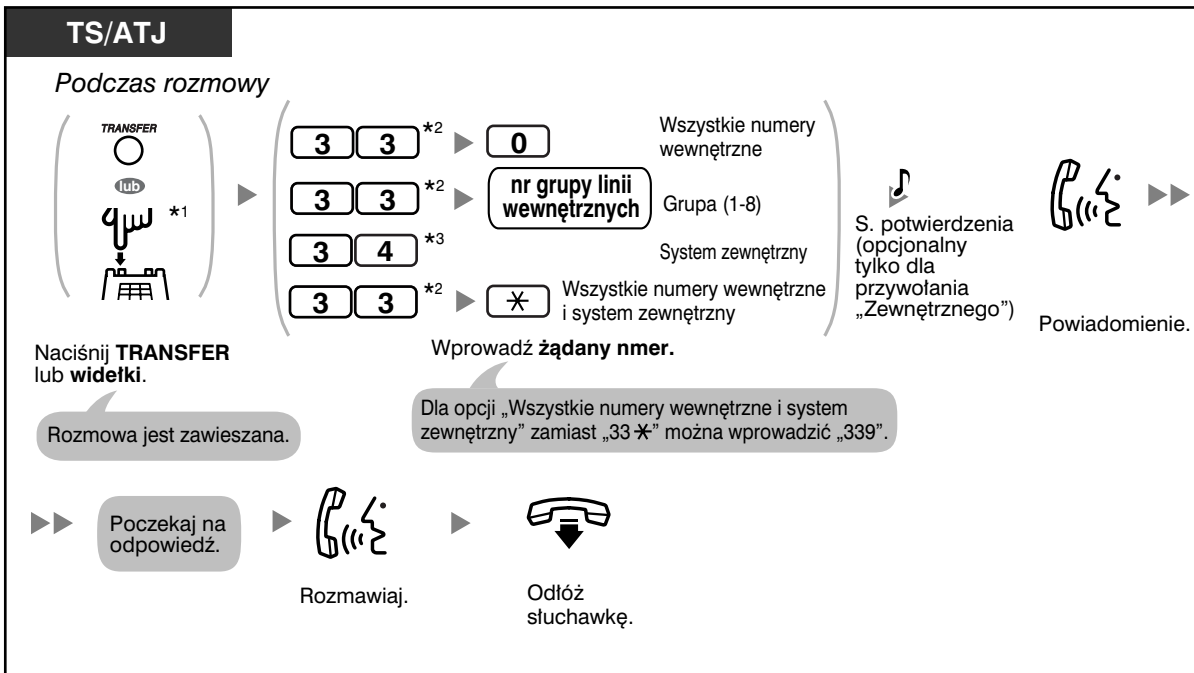 TS/ATJ
Podczas rozmowy
TRANSFER
lub
*1
Naciśnij TRANSFER
lub widełki.
Rozmowa jest zawieszana.
3 3 *2 0 Wszystkie numery
wewnętrzne
3 3 *2 nr grupy linii
wewnętrznych Grupa (1-8)
3 4 *3 System zewnętrzny
3 3 *2 * Wszystkie numery wewnętrzne
i system zewnętrzny
Wprowadź żądany nmer.
Dla opcji „Wszystkie numery wewnętrzne i system
zewnętrzny” zamiast „33*” można wprowadzić „339”.
S. potwierdzenia
(opcjonalny
tylko dla
przywołania
„Zewnętrznego”)
Powiadomienie.
Poczekaj na
odpowiedź.
Rozmawiaj.
Odłóż
słuchawkę.